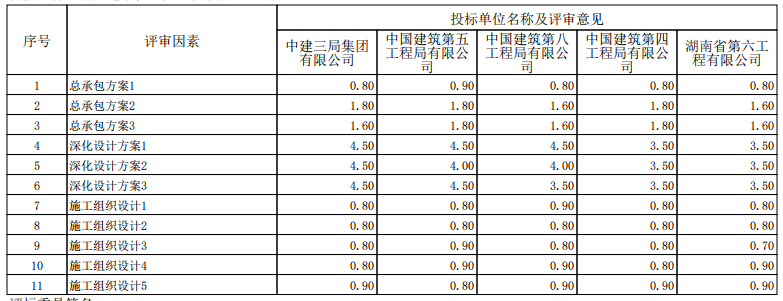 序号 评审因素 投标单位名称及评审意见
中建三局集团有限公司 中国建筑第五工程局有限公司 中国建筑第八工程局有限公司 中国建筑第四工程局有限公司 湖南省第六工程有限公司
1 总承包方案1 0.80 0.90 0.80 0.80 0.80
2 总承包方案2 1.80 1.80 1.60 1.80 1.60
3 总承包方案3 1.60 1.80 1.60 1.80 1.60
4 深化设计方案1 4.50 4.50 4.50 3.50 3.50
5 深化设计方案2 4.50 4.00 4.00 3.50 3.50
6 深化设计方案3 4.50 4.50 3.50 3.50 3.50
7 施工组织设计1 0.80 0.80 0.90 0.80 0.80
8 施工组织设计2 0.80 0.80 0.80 0.80 0.80
9 施工组织设计3 0.80 0.90 0.80 0.80 0.70
10 施工组织设计4 0.80 0.90 0.90 0.90 0.90
11 施工组织设计5 0.90 0.80 0.90 0.90 0.90